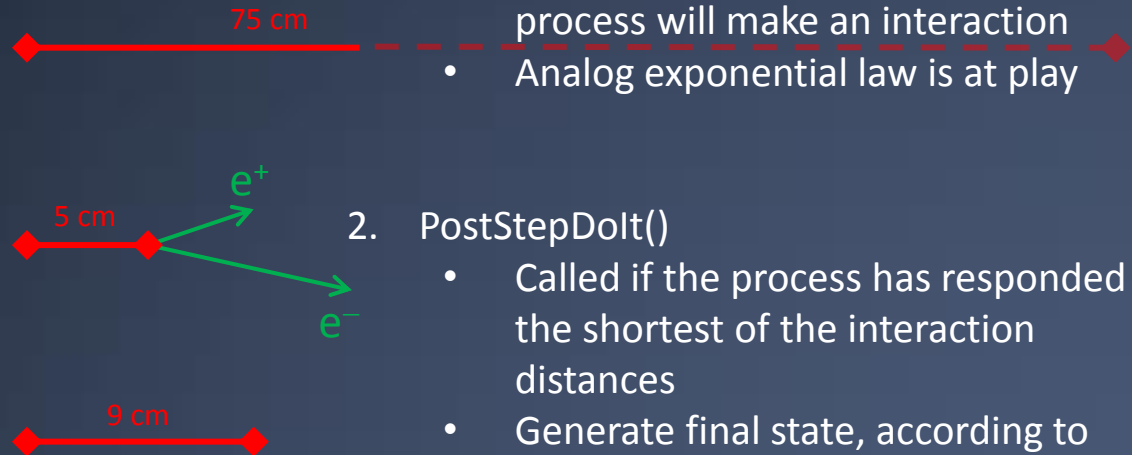 75 cm
process will make an interaction
• Analog exponential law is at play
e⁺
5 cm
e⁻
2. PostStepDoIt()
• Called if the process has responded
the shortest of the interaction
distances
9 cm
• Generate final state, according to